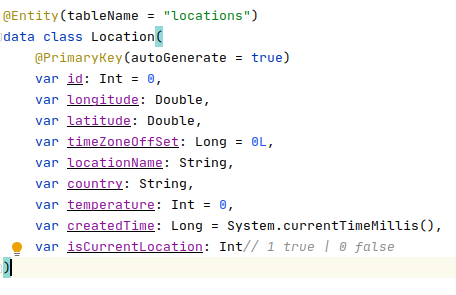 @Entity(tableName = "locations")
data class Location(
@PrimaryKey(autoGenerate = true)
var id: Int = 0,
var longitude: Double,
var latitude: Double,
var timeZoneOffSet: Long = 0L,
var locationName: String,
var country: String,
var temperature: Int = 0,
var createdTime: Long = System.currentTimeMillis(),
var isCurrentLocation: Int// 1 true | 0 false
)